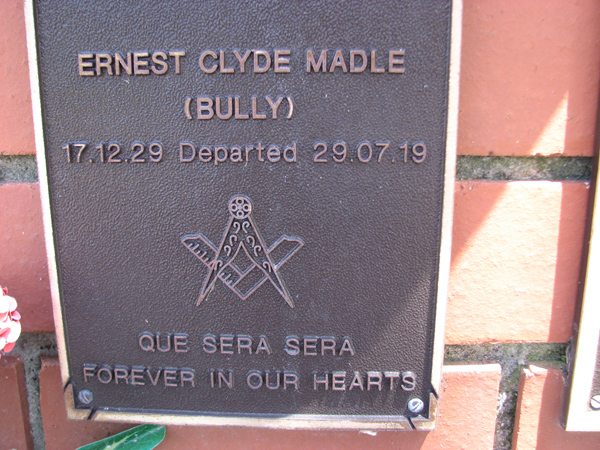 ERNEST CLYDE MADLE
(BULLY)
17.12.29 Departed 29.07.19
QUE SERA SERA
FOREVER IN OUR HEARTS